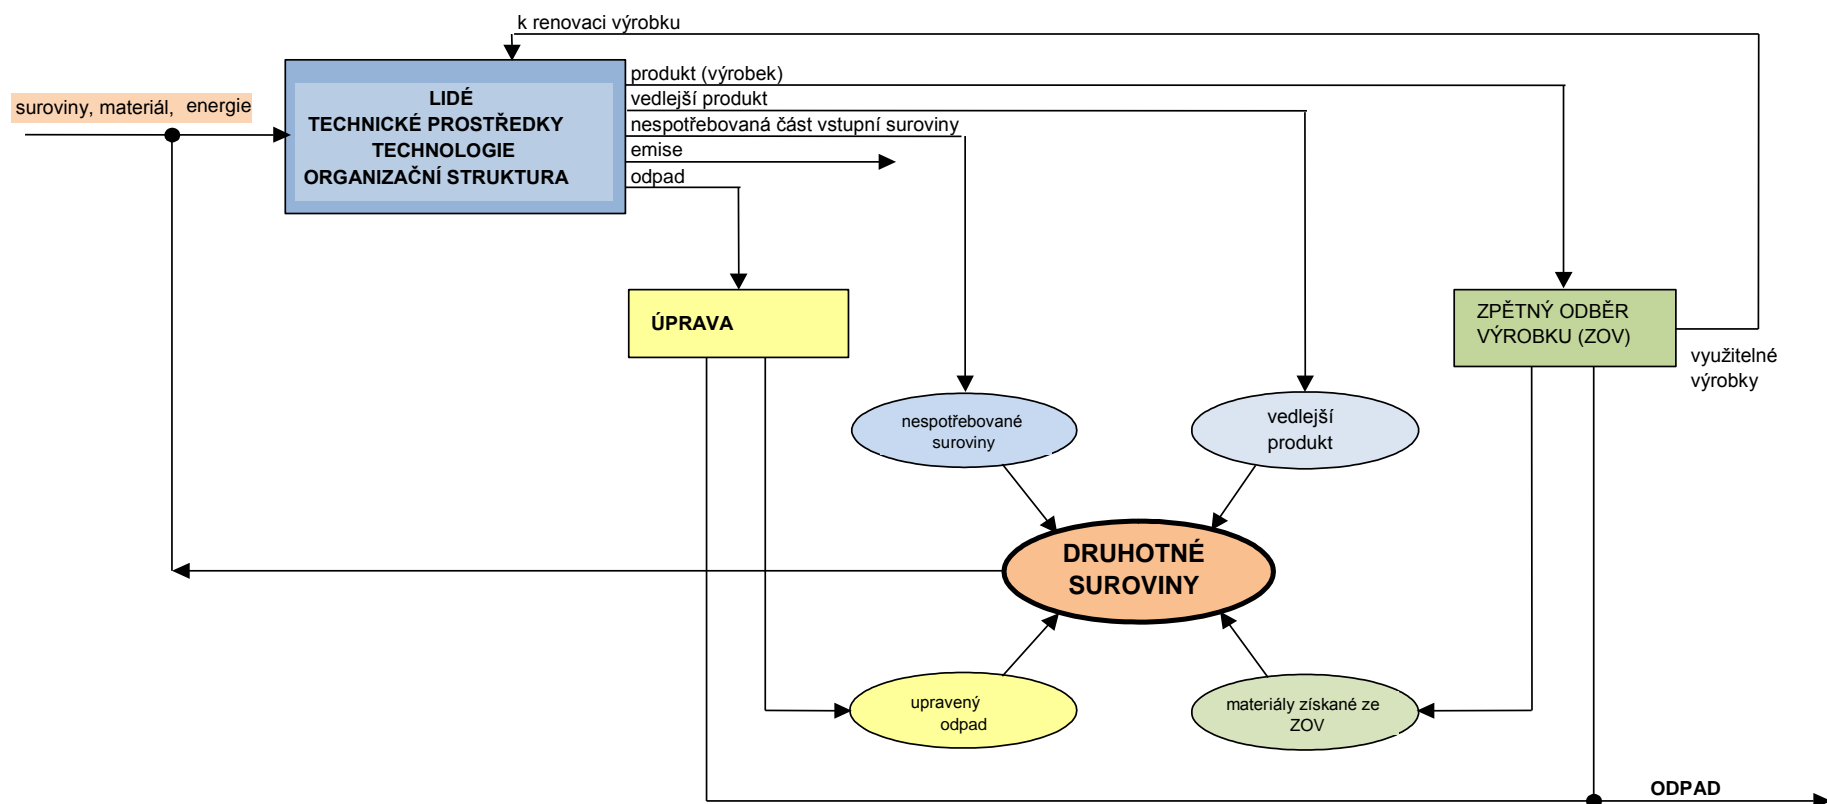 k renovaci výrobku
suroviny, materiál, energie
LIDÉ
TECHNICKÉ PROSTŘEDKY
TECHNOLOGIE
ORGANIZAČNÍ STRUKTURA
produkt (výrobek)
vedlejší produkt
nespotřebovaná část vstupní suroviny
emise
odpad
ÚPRAVA
ZPĚTNÝ ODBĚR
VÝROBKU (ZOV)
využitelné
výrobky
nespotřebované
suroviny
vedlejší
produkt
DRUHOTNÉ
SUROVINY
upravený
odpad
materiály získané ze
ZOV
ODPAD